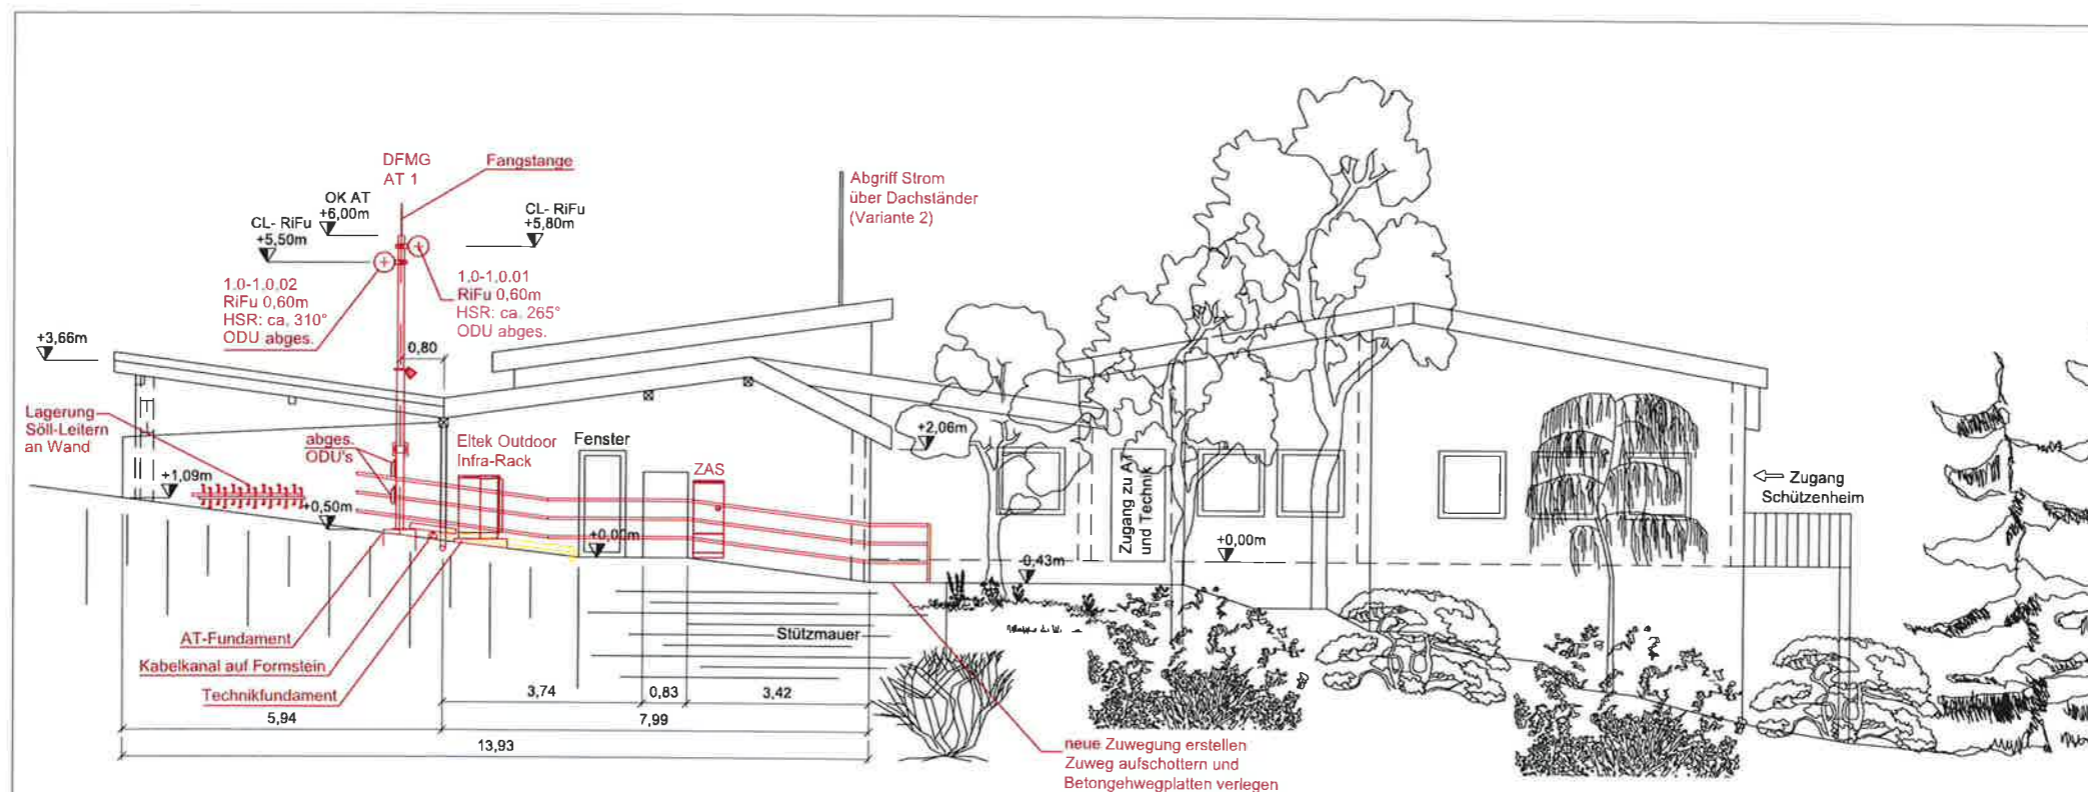 DFMG
AT 1
Fangstange
OK AT
+6,00m
CL- RiFu
+5,50m
CL- RiFu
+5,80m
Abgriff Strom
über Dachständer
(Variante 2)
1.0-1.0.02
RiFu 0,60m
HSR: ca. 310°
ODU abges.
1.0-1.0.01
RiFu 0,60m
HSR: ca. 265°
ODU abges.
+3,66m
0,80
Lagerung
Söll-Leitern
an Wand
abges.
ODU's
Eltek Outdoor
Infra-Rack
Fenster
ZAS
+2,06m
+1,09m
+0,50m
+0,00m
Zugang zu AT
und Technik
+0,00m
-0,43m
Zugang
Schützenheim
AT-Fundament
Kabelkanal auf Formstein
Technikfundament
Stützmauer
3,74
0,83
3,42
5,94
7,99
13,93
neue Zuwegung erstellen
Zuweg aufschottern und
Betongehwegplatten verlegen